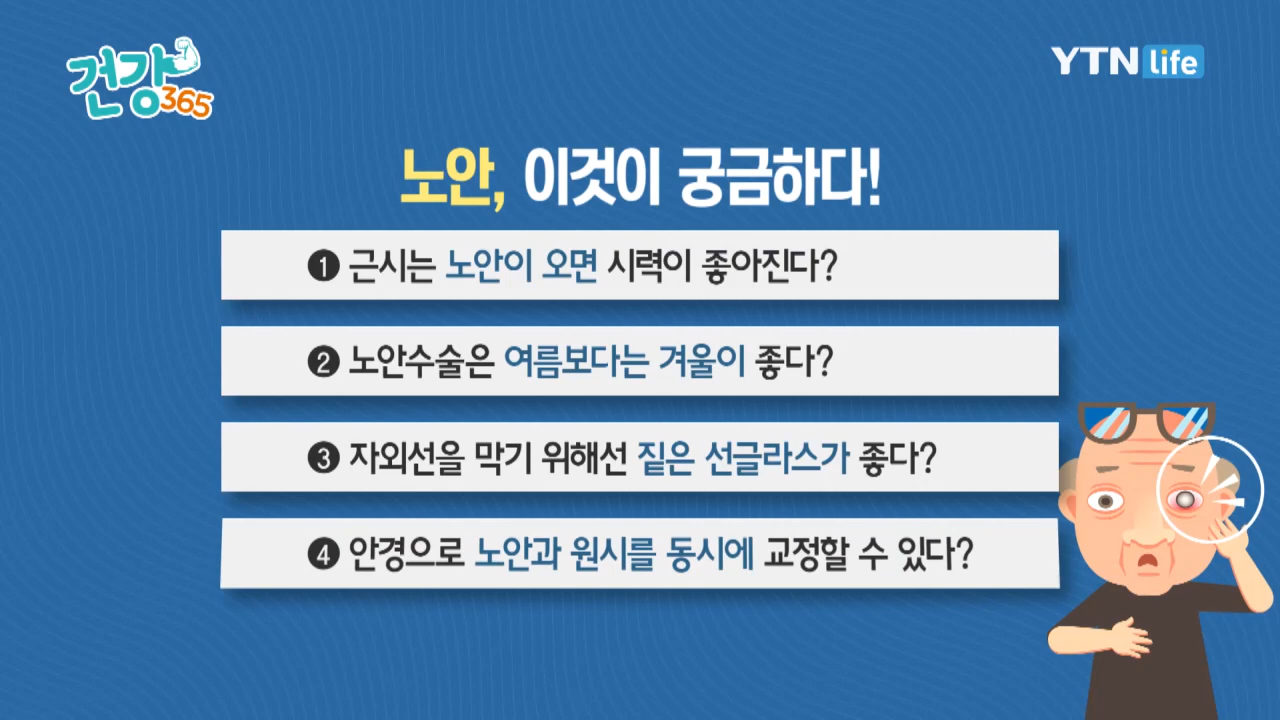 건강 365
YTN life
노안, 이것이 궁금하다!
❶ 근시는 노안이 오면 시력이 좋아진다?
❷ 노안수술은 여름보다는 겨울이 좋다?
❸ 자외선을 막기 위해선 짙은 선글라스가 좋다?
❹ 안경으로 노안과 원시를 동시에 교정할 수 있다?